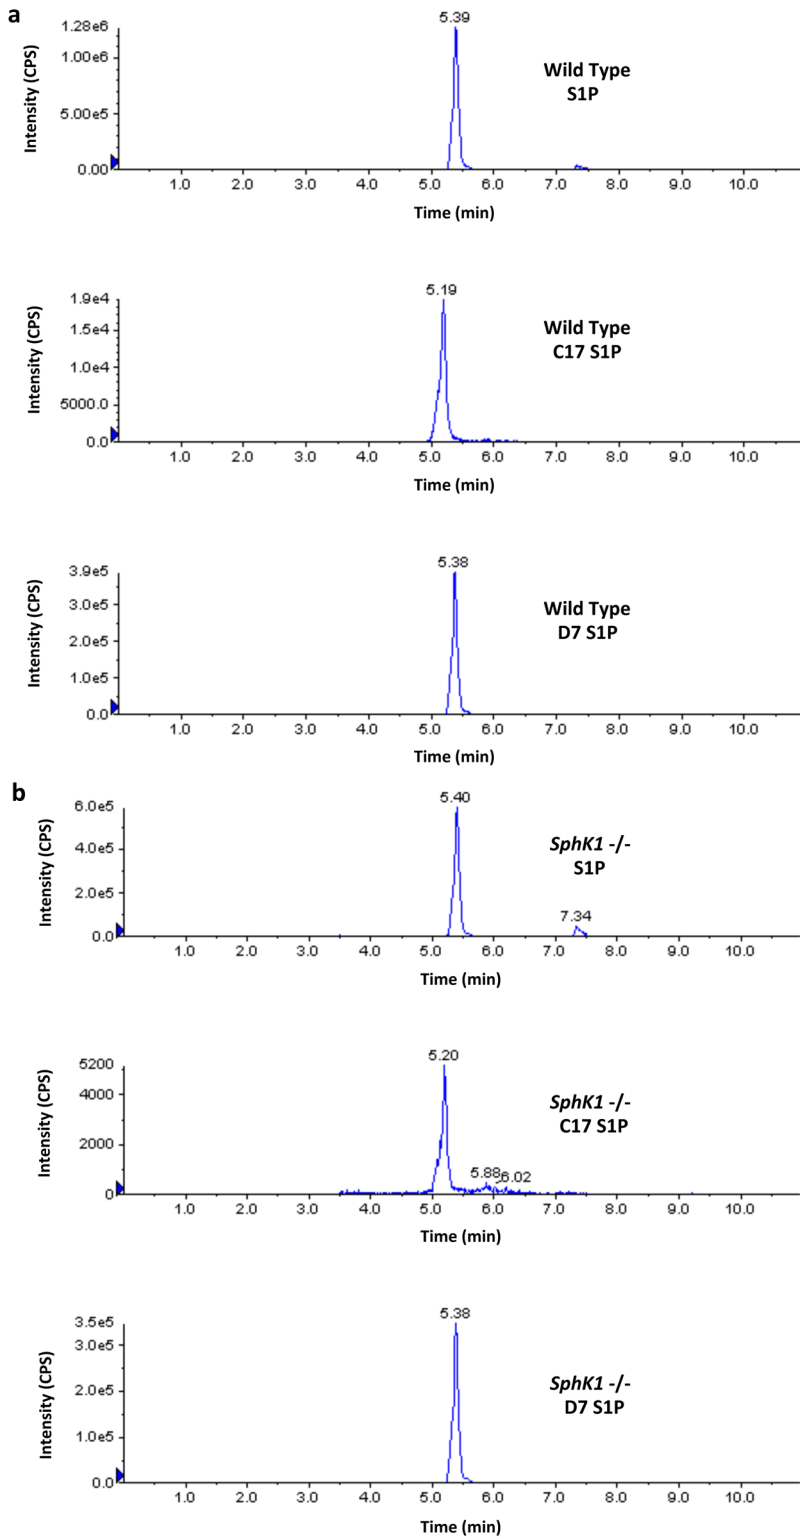 a
5.39
1.28e6
1.00e6
5.00e5
0.00
Intensity (CPS)
Wild Type
S1P
1.0 2.0 3.0 4.0 5.0 6.0 7.0 8.0 9.0 10.0
Time (min)
5.19
1.9e4
1.5e4
1.0e4
5000.0
0.0
Intensity (CPS)
Wild Type
C17 S1P
1.0 2.0 3.0 4.0 5.0 6.0 7.0 8.0 9.0 10.0
Time (min)
5.38
3.9e5
3.0e5
2.0e5
1.0e5
0.0
Intensity (CPS)
Wild Type
D7 S1P
1.0 2.0 3.0 4.0 5.0 6.0 7.0 8.0 9.0 10.0
Time (min)
b
5.40
6.0e5
4.0e5
2.0e5
0.0
Intensity (CPS)
SphK1 -/-
S1P
7.34
1.0 2.0 3.0 4.0 5.0 6.0 7.0 8.0 9.0 10.0
Time (min)
5.20
5200
4000
2000
0
Intensity (CPS)
SphK1 -/-
C17 S1P
5.88 6.02
1.0 2.0 3.0 4.0 5.0 6.0 7.0 8.0 9.0 10.0
Time (min)
5.38
3.5e5
3.0e5
2.0e5
1.0e5
0.0
Intensity (CPS)
SphK1 -/-
D7 S1P
1.0 2.0 3.0 4.0 5.0 6.0 7.0 8.0 9.0 10.0
Time (min)